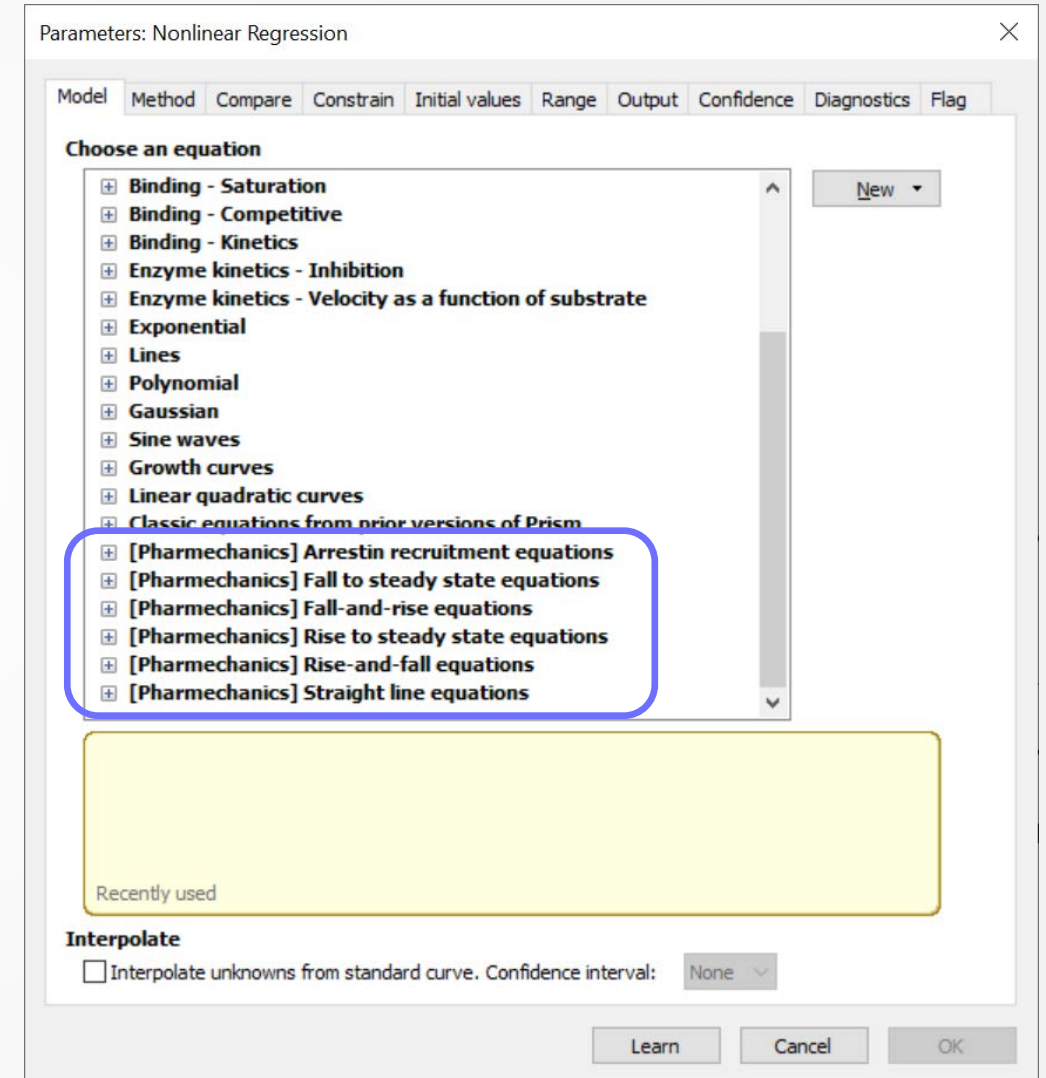 Parameters: Nonlinear Regression
Model Method Compare Constrain Initial values Range Output Confidence Diagnostics Flag
Choose an equation
Binding - Saturation
New
Binding - Competitive
Binding - Kinetics
Enzyme kinetics - Inhibition
Enzyme kinetics - Velocity as a function of substrate
Exponential
Lines
Polynomial
Gaussian
Sine waves
Growth curves
Linear quadratic curves
Classic equations from prior versions of Prism
[Pharmechanics] Arrestin recruitment equations
[Pharmechanics] Fall to steady state equations
[Pharmechanics] Fall-and-rise equations
[Pharmechanics] Rise to steady state equations
[Pharmechanics] Rise-and-fall equations
[Pharmechanics] Straight line equations
Recently used
Interpolate
Interpolate unknowns from standard curve. Confidence interval: None
Learn Cancel OK